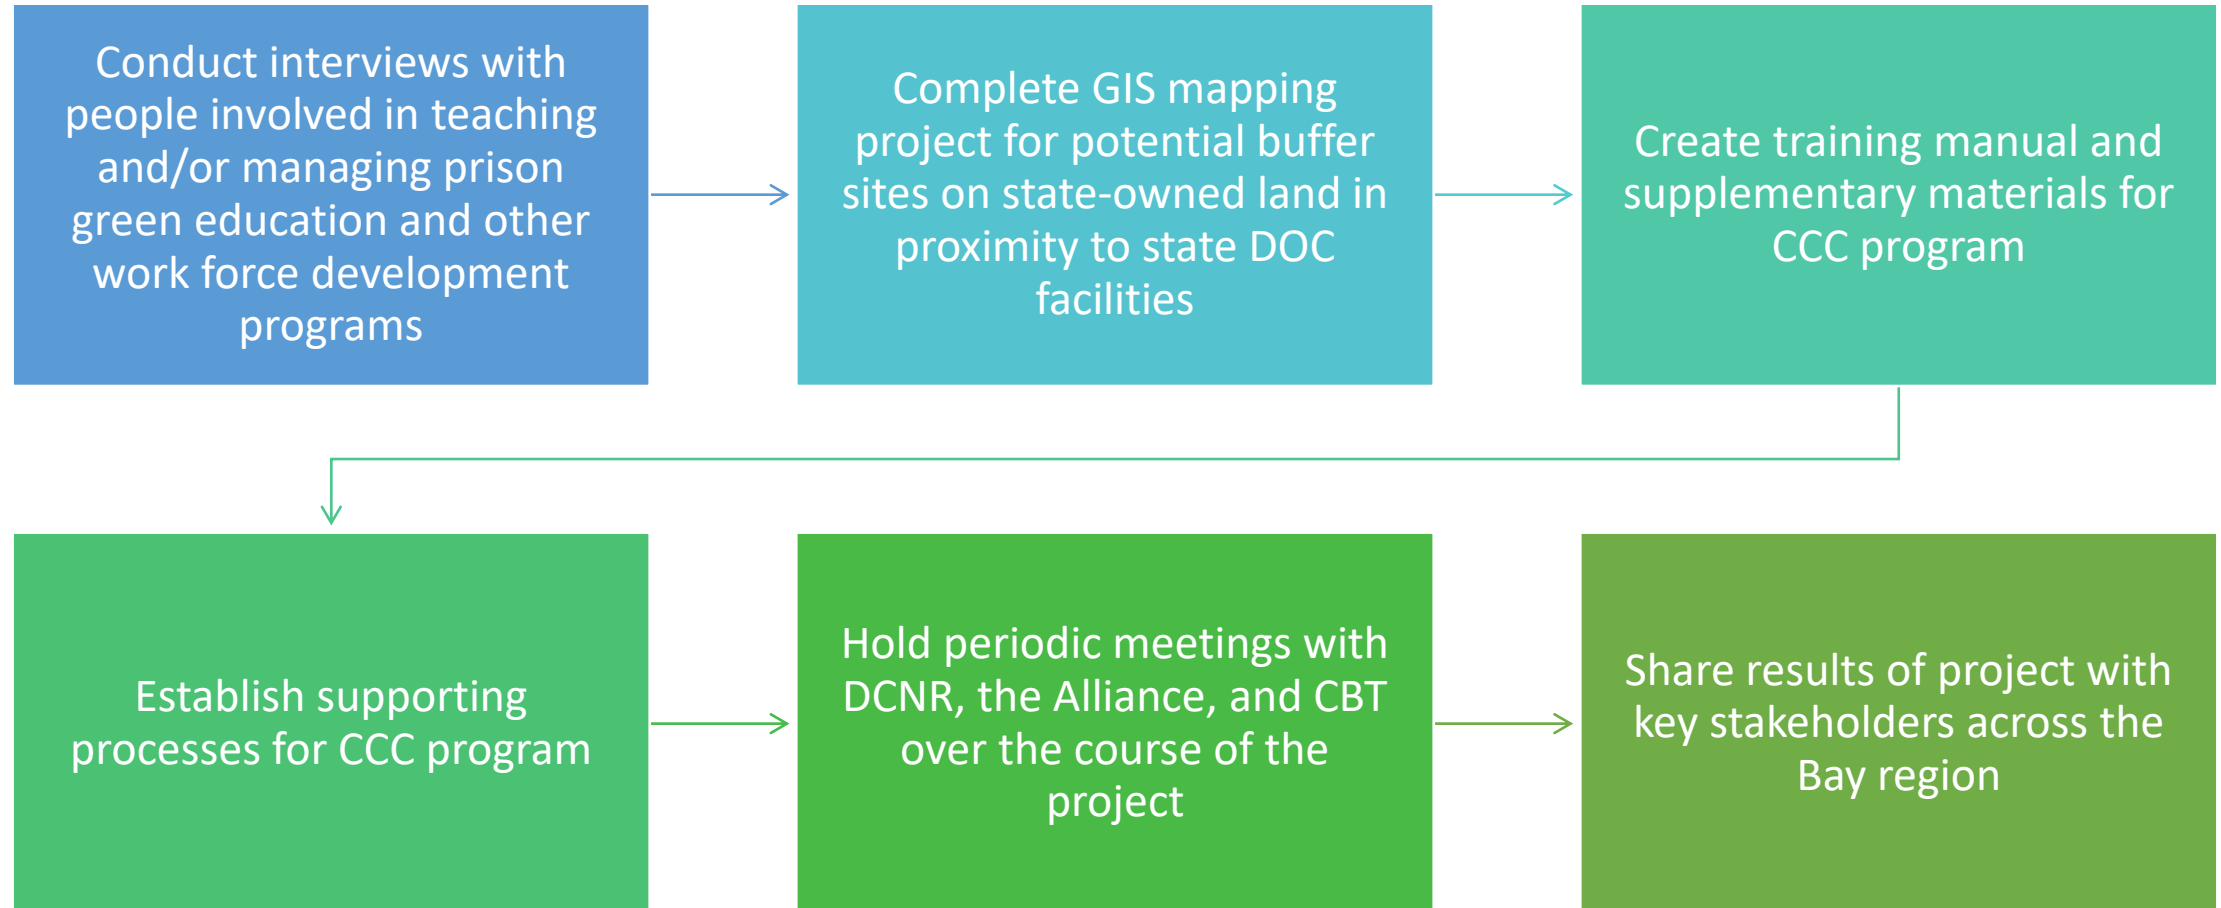 Conduct interviews with
people involved in teaching
and/or managing prison
green education and other
work force development
programs
Complete GIS mapping
project for potential buffer
sites on state-owned land in
proximity to state DOC
facilities
Create training manual and
supplementary materials for
CCC program
Establish supporting
processes for CCC program
Hold periodic meetings with
DCNR, the Alliance, and CBT
over the course of the
project
Share results of project with
key stakeholders across the
Bay region